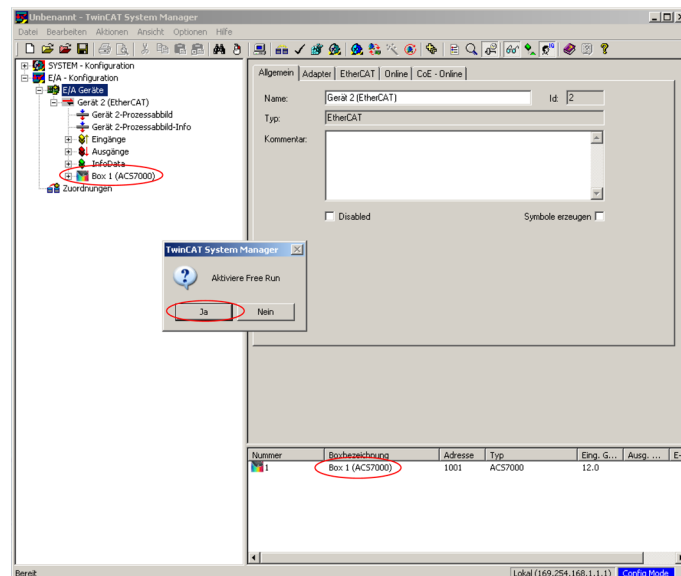 Unbenannt - TwinCAT System Manager
Datei Bearbeiten Aktionen Ansicht Optionen Hilfe
SYSTEM - Konfiguration
E/A - Konfiguration
E/A Geräte
Gerät 2 (EtherCAT)
Gerät 2-Prozessabbild
Gerät 2-Prozessabbild-Info
Eingänge
Ausgänge
InfoData
Box 1 (ACS7000)
Zuordnungen
Allgemein Adapter EtherCAT Online CoE - Online
Name: Gerät 2 (EtherCAT) Id: 2
Typ: EtherCAT
Kommentar:
Disabled Symbole erzeugen
TwinCAT System Manager
Aktiviere Free Run
Ja Nein
Nummer Boxbezeichnung Adresse Typ Eing. G... Ausg. ... E-
1 Box 1 (ACS7000) 1001 ACS7000 12.0
Bereit Lokal (169.254.168.1.1.1) Config Mode